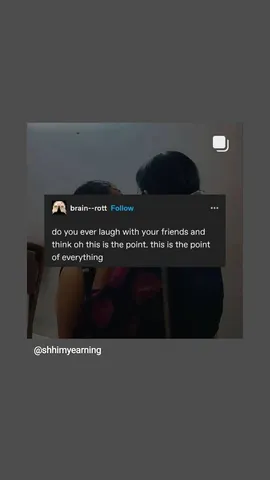 brain--rott Follow
do you ever laugh with your friends and
think oh this is the point. this is the point
of everything
@shhimyearning